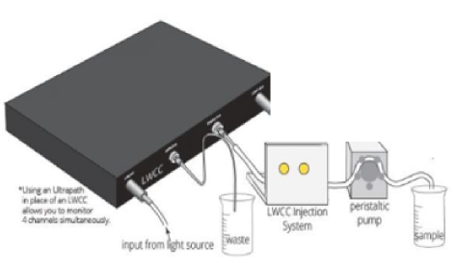 LWCC
*Using an Ultrapath
in place of an LWCC
allows you to monitor
4 channels simultaneously.
input from light source
waste
LWCC Injection
System
peristaltic
pump
sample